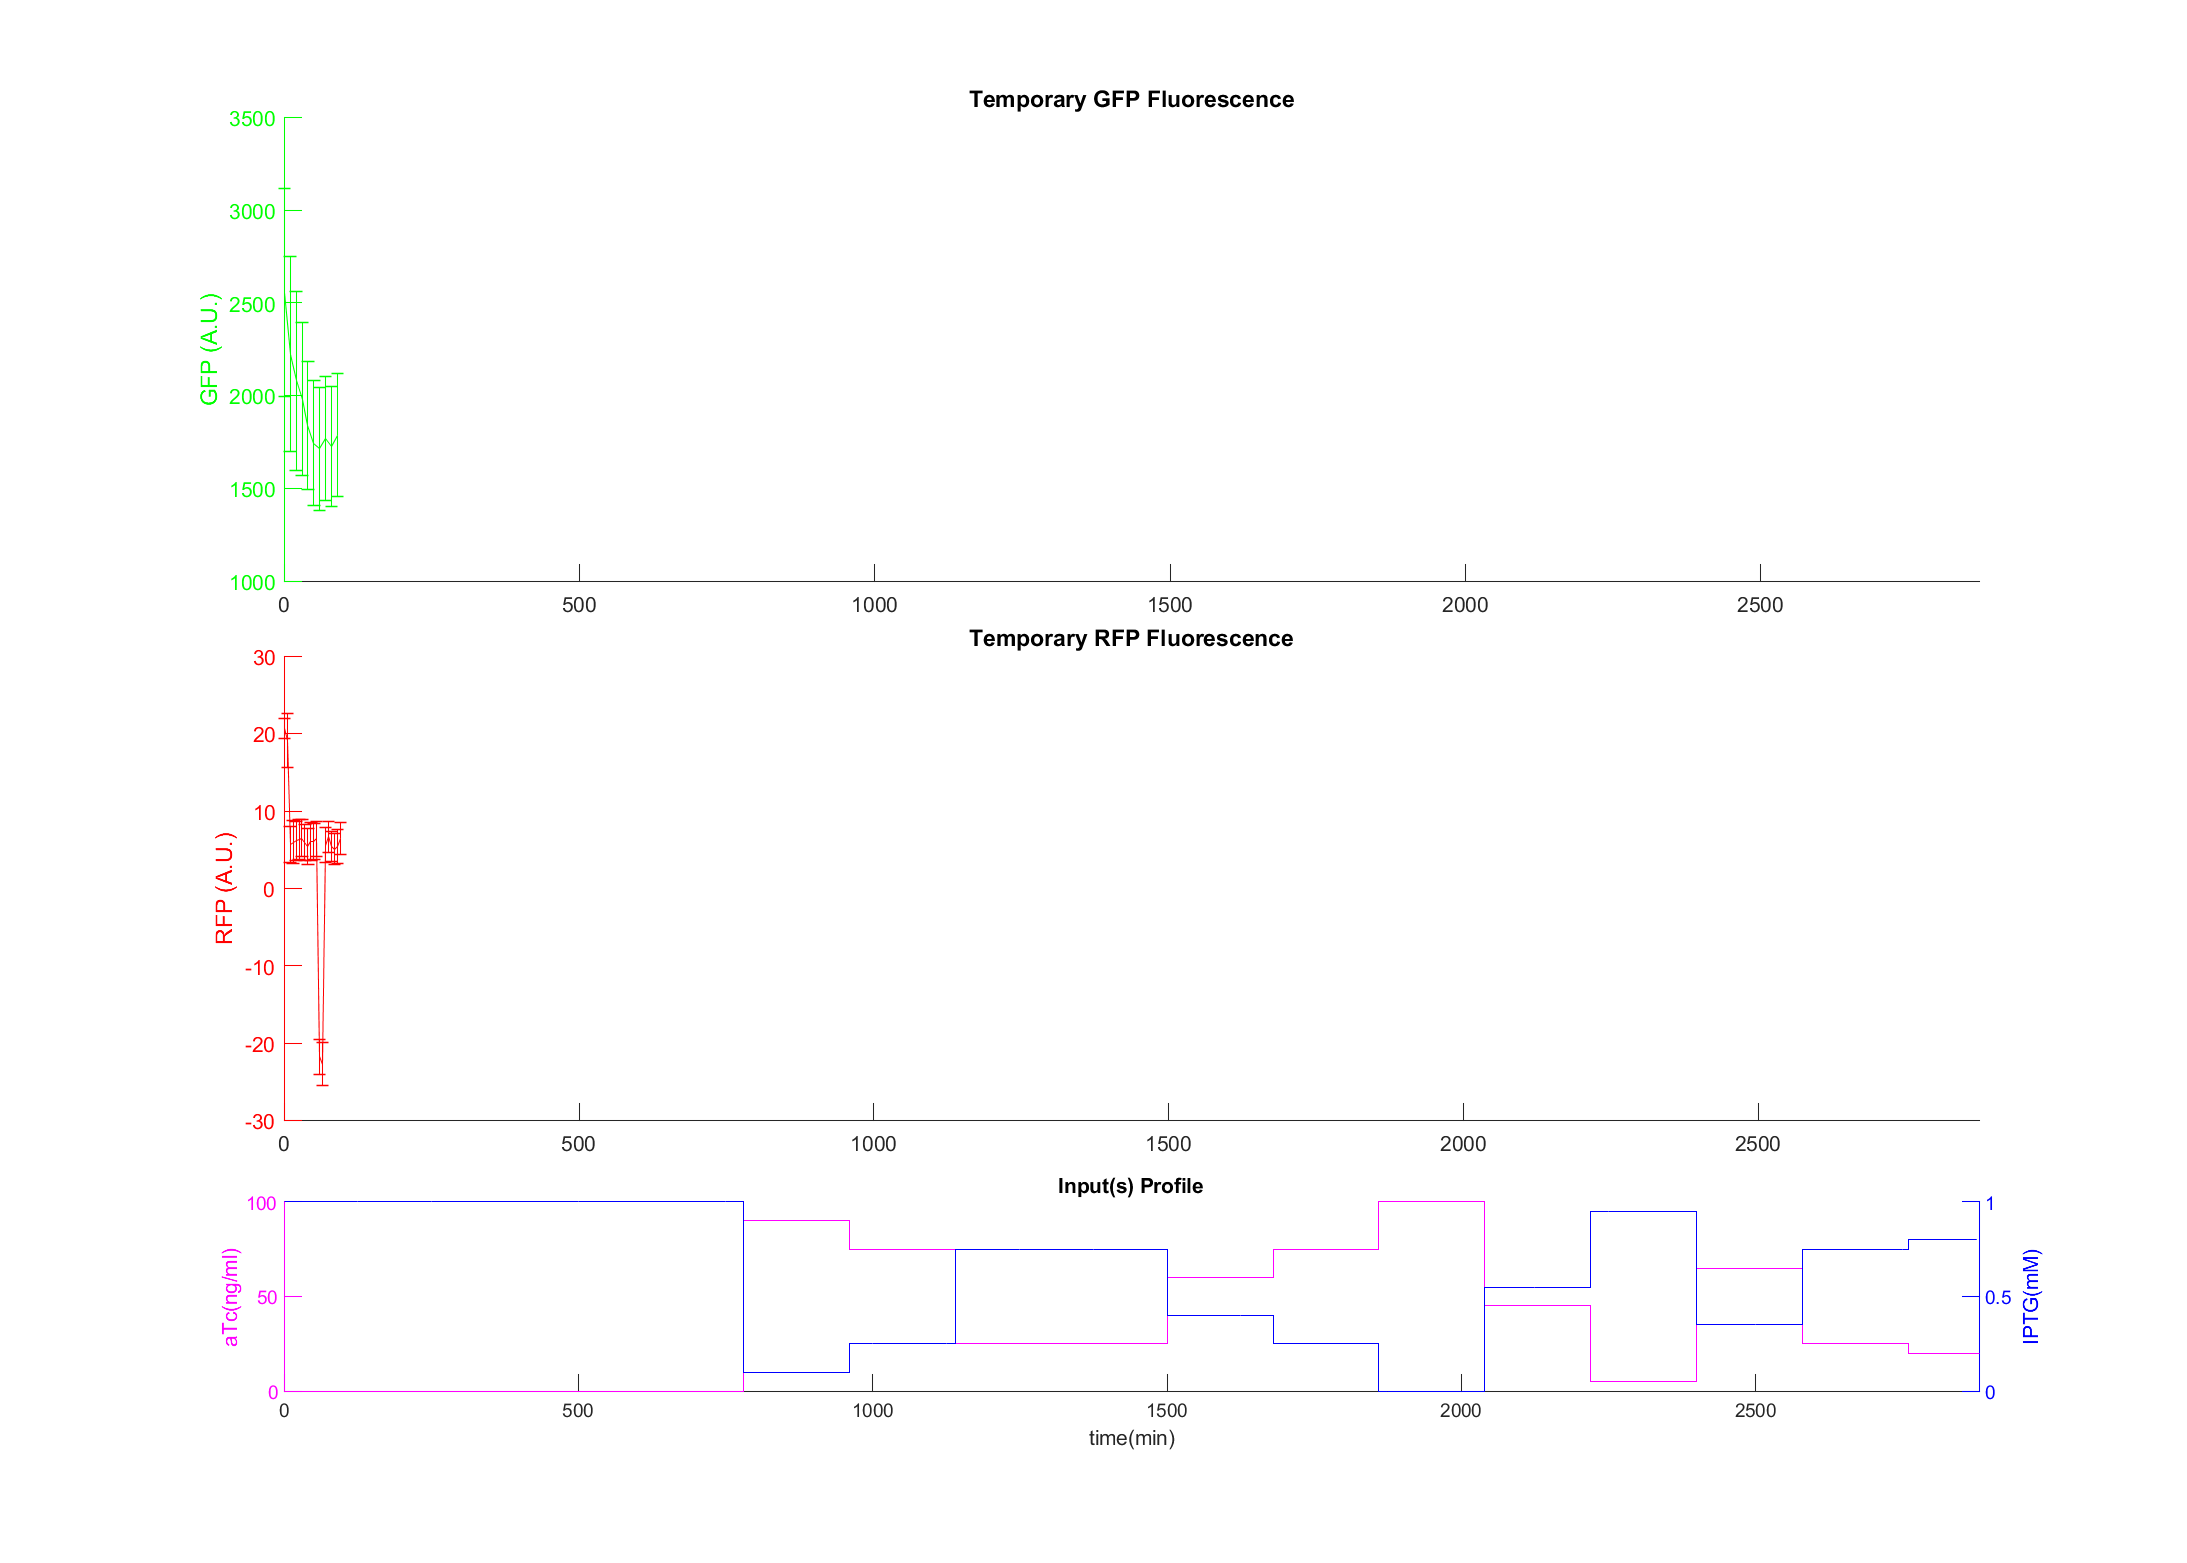 Temporary GFP Fluorescence
3500
3000
2500
2000
1500
1000
GFP (A.U.)
0 500 1000 1500 2000 2500
Temporary RFP Fluorescence
30
20
10
0
-10
-20
-30
RFP (A.U.)
0 500 1000 1500 2000 2500
Input(s) Profile
100
50
0
aTc(ng/ml)
1
0.5
0
IPTG(mM)
0 500 1000 1500 2000 2500
time(min)